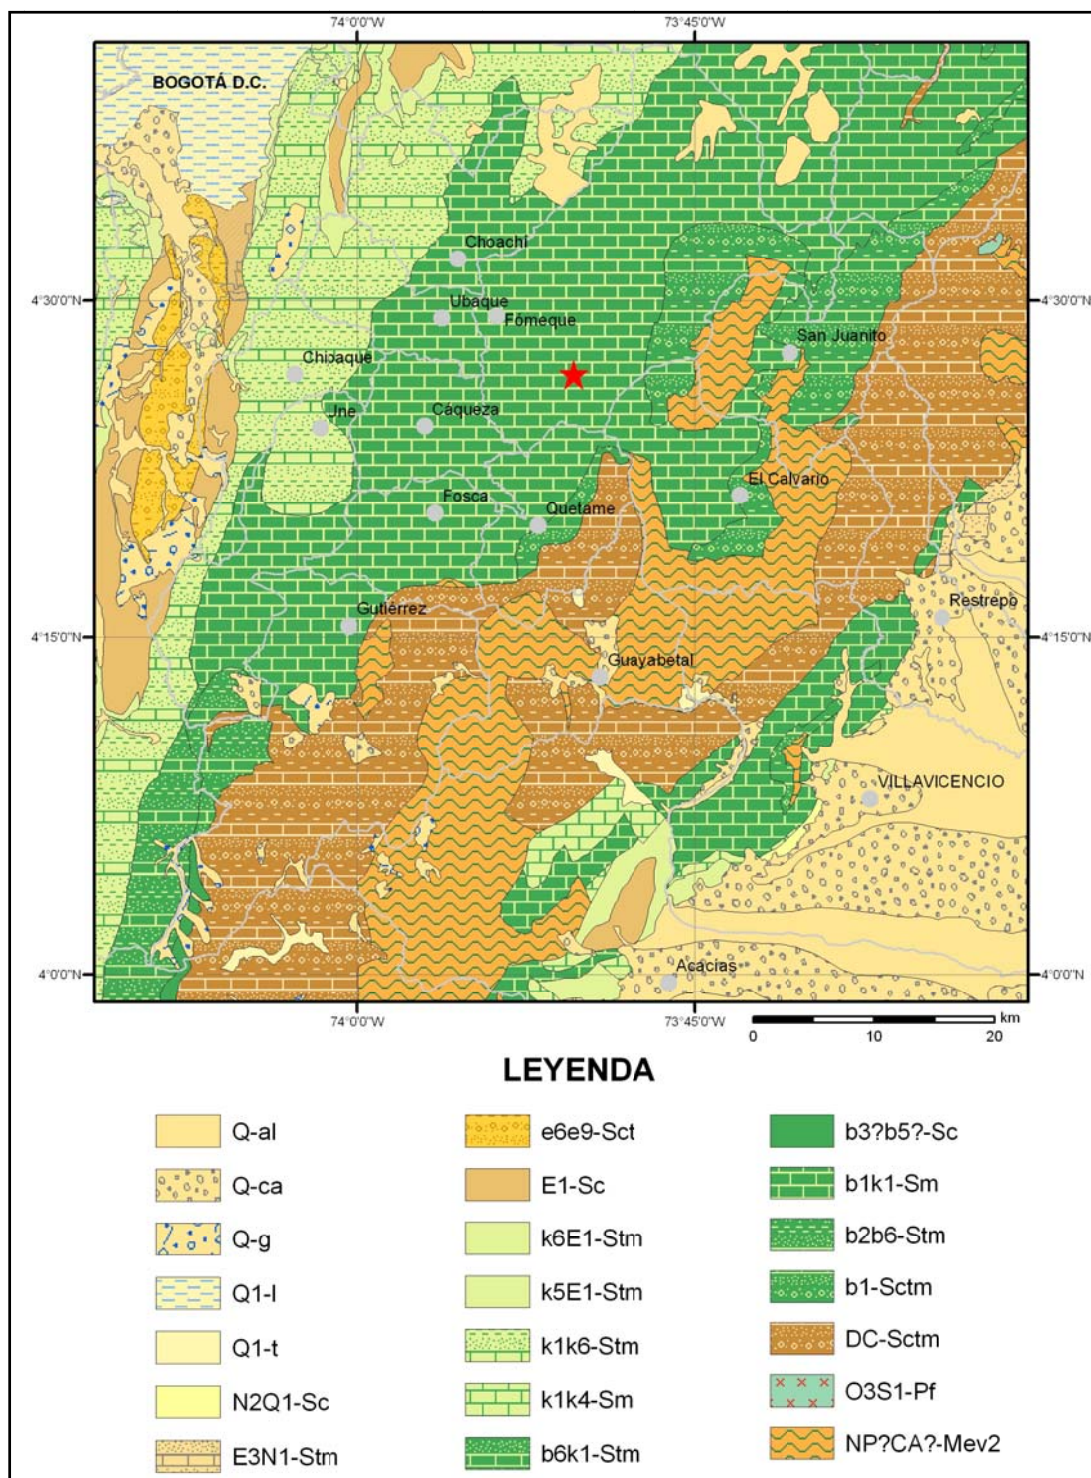 74°0'0"W 73°45'0"W
BOGOTÁ D.C.
Choachí
4°30'0"N 4°30'0"N
Ubaque
Fómeque
San Juanito
Chipaque
Une
Cáqueza
El Calvario
Fosca
Quetame
Restrepo
Gutiérrez
4°15'0"N 4°15'0"N
Guayabetal
VILLAVICENCIO
4°0'0"N 4°0'0"N
Acacías
74°0'0"W 73°45'0"W
km
0 10 20
LEYENDA
Q-al e6e9-Sct b3?b5?-Sc
Q-ca E1-Sc b1k1-Sm
Q-g k6E1-Stm b2b6-Stm
Q1-l k5E1-Stm b1-Sctm
Q1-t k1k6-Stm DC-Sctm
N2Q1-Sc k1k4-Sm O3S1-Pf
E3N1-Stm b6k1-Stm NP?CA?-Mev2